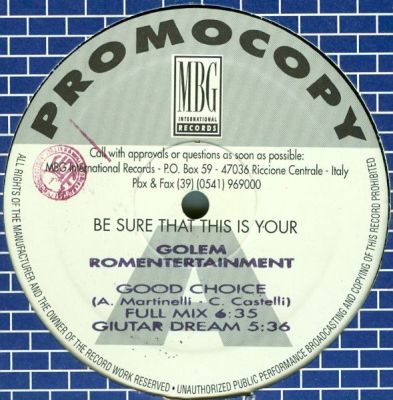 PROMOCOPY
MBG
INTERNATIONAL
RECORDS
Call with approvals or questions as soon as possible:
MBG International Records - P.O. Box 59 - 47036 Riccione Centrale - Italy
Pbx & Fax (39) (0541) 969000
BE SURE THAT THIS IS YOUR
GOLEM
ROMENTERTAINMENT
A
GOOD CHOICE
(A. Martinelli - C. Castelli)
FULL MIX 6:35
GIUTAR DREAM 5:36
ALL RIGHTS OF THE MANUFACTURER AND THE OWNER OF THE RECORD WORK RESERVED • UNAUTHORIZED PUBLIC PERFORMANCE BROADCASTING AND COPYING OF THIS RECORD PROHIBITED